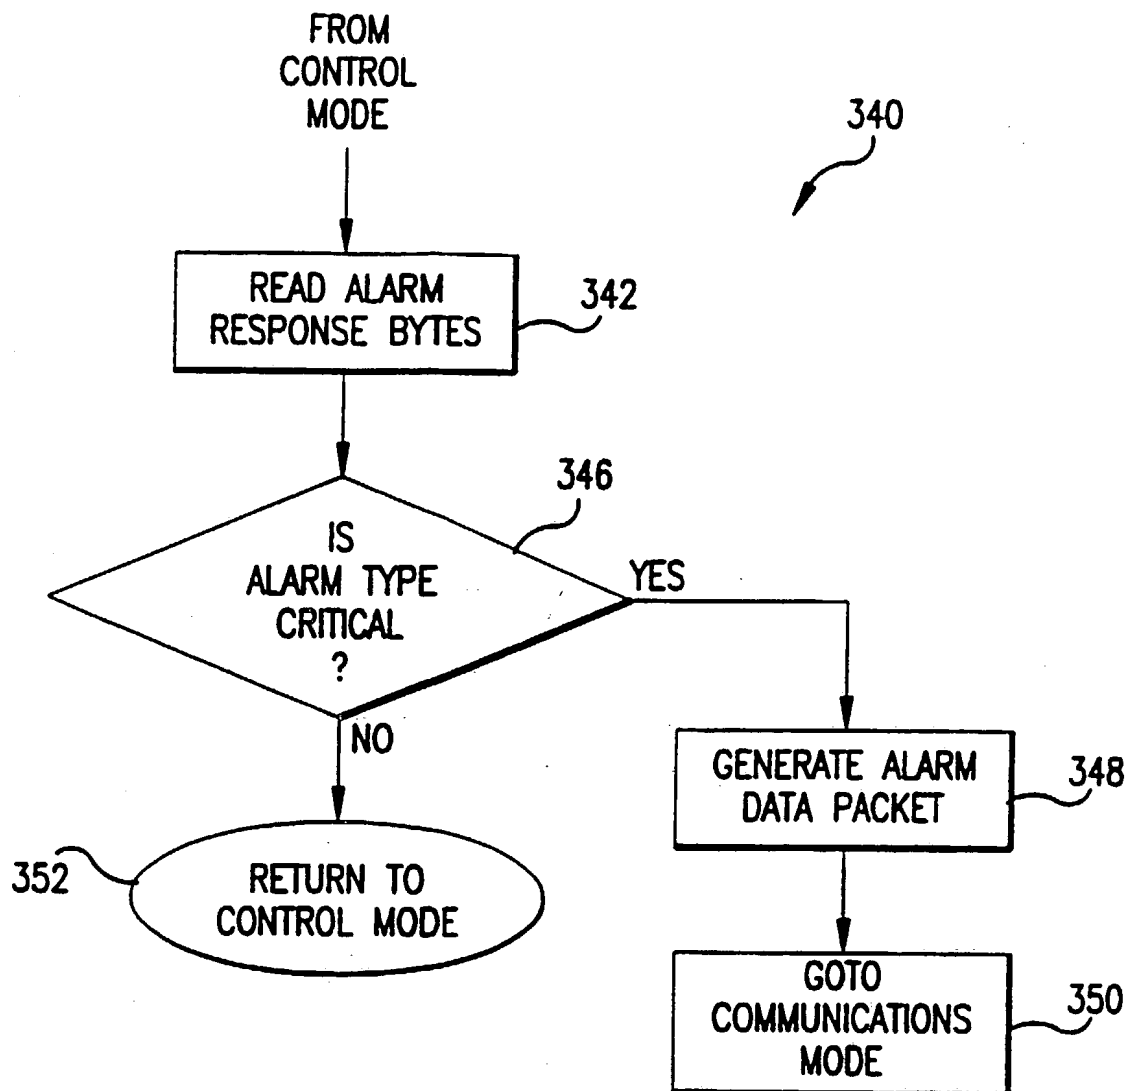 FROM
CONTROL
MODE
340
READ ALARM
RESPONSE BYTES
342
IS
ALARM TYPE
CRITICAL
?
346
YES
NO
GENERATE ALARM
DATA PACKET
348
352
RETURN TO
CONTROL MODE
GOTO
COMMUNICATIONS
MODE
350